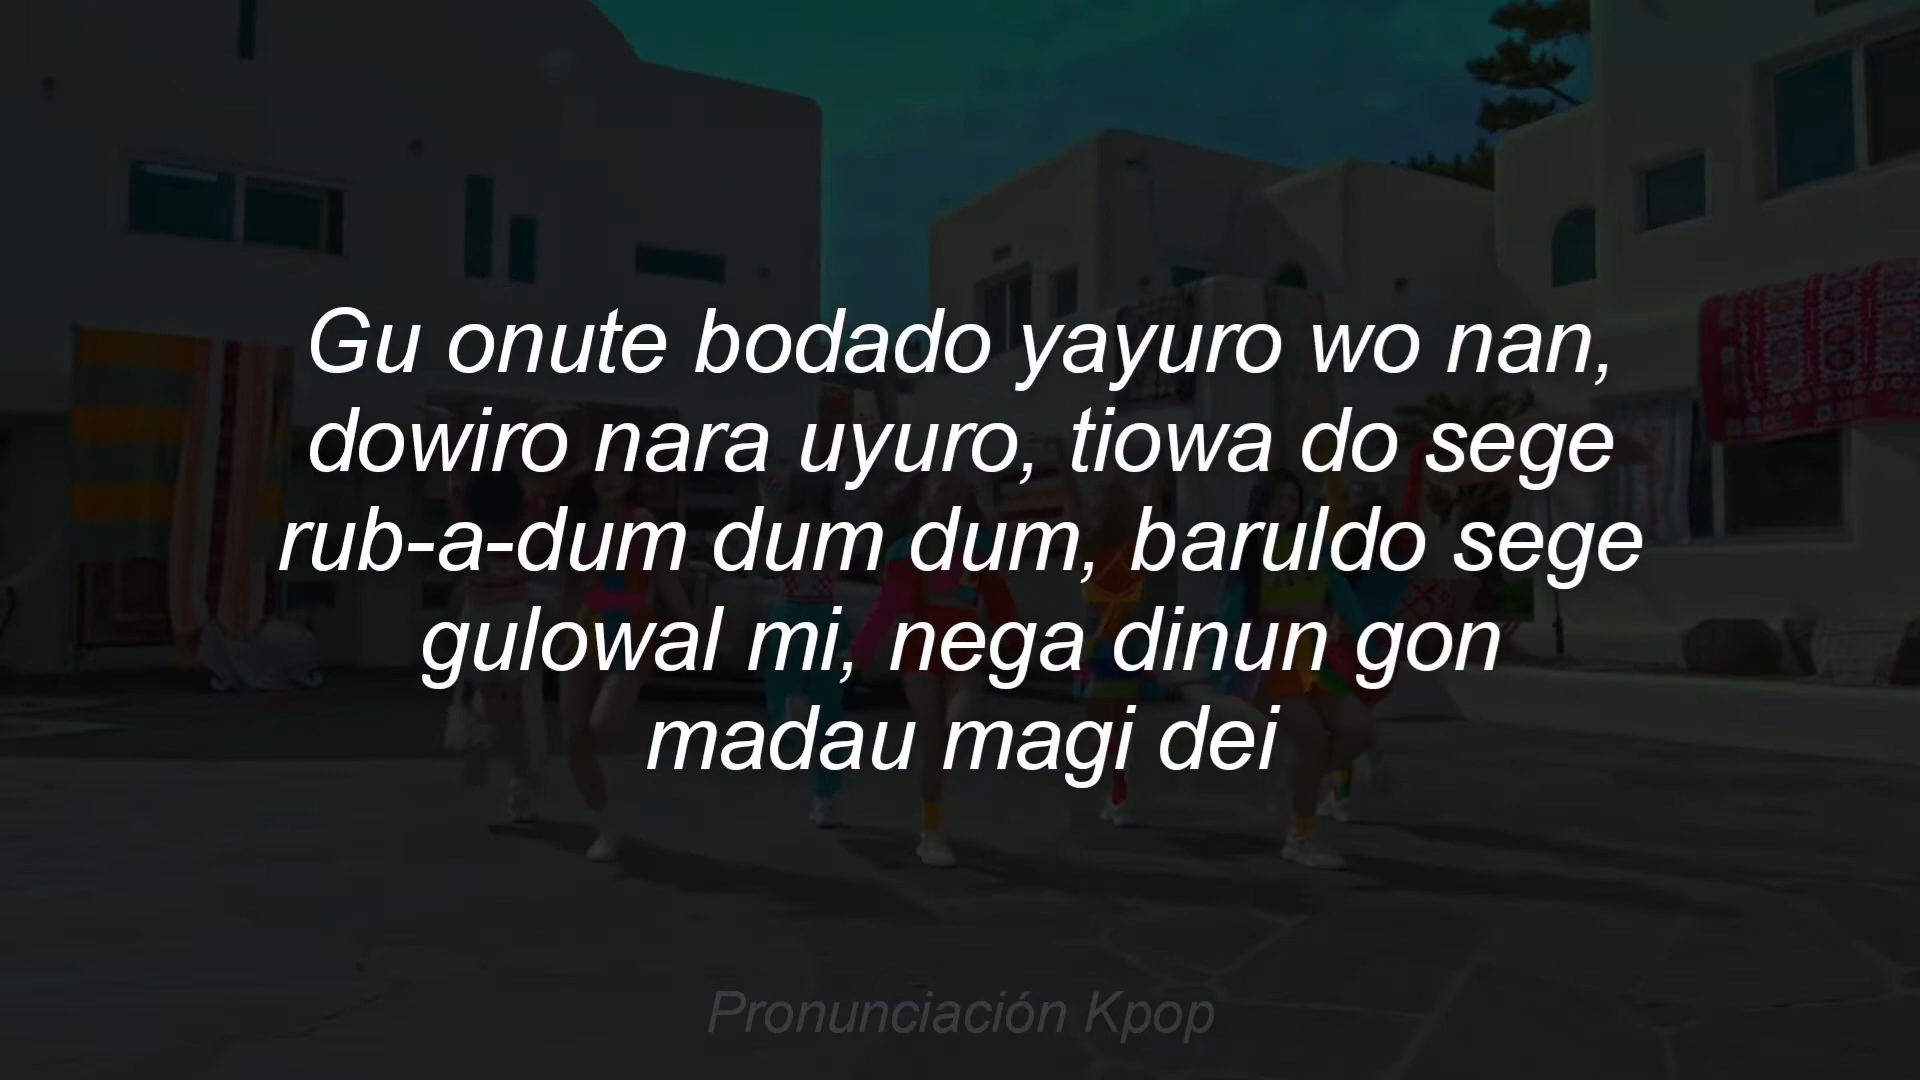 Gu onute bodado yayuro wo nan,
dowiro nara uyuro, tiowa do sege
rub-a-dum dum dum, baruldo sege
gulowal mi, nega dinun gon
madau magi dei
Pronunciación Kpop